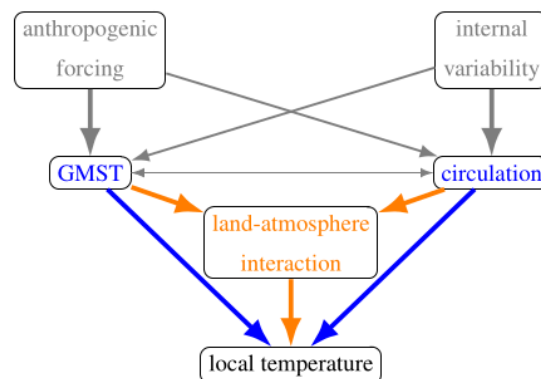 anthropogenic
forcing
internal
variability
GMST
circulation
land-atmosphere
interaction
local temperature